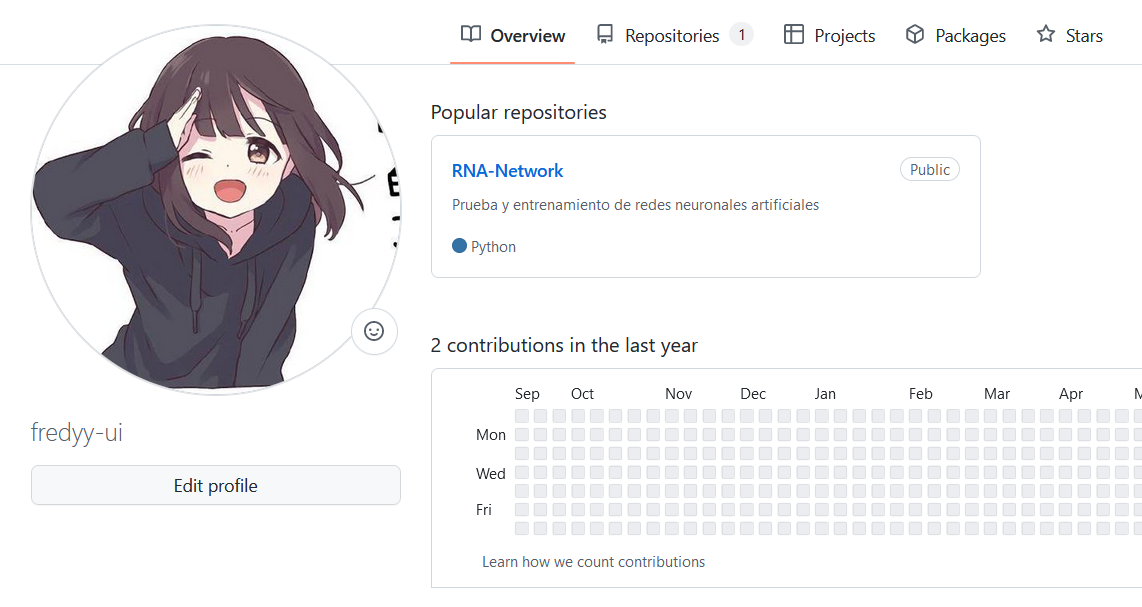 Overview
Repositories 1
Projects
Packages
Stars
Popular repositories
RNA-Network
Public
Prueba y entrenamiento de redes neuronales artificiales
Python
2 contributions in the last year
Sep Oct Nov Dec Jan Feb Mar Apr
Mon
Wed
Fri
Learn how we count contributions
fredyy-ui
Edit profile